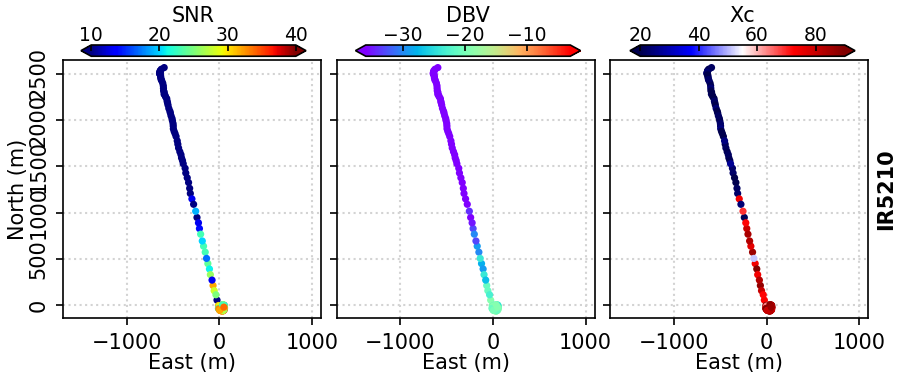 SNR DBV Xc
10 20 30 40 −30 −20 −10 20 40 60 80
2500
2000
1500
1000
500
0
North (m)
IR5210
−1000 0 1000 −1000 0 1000 −1000 0 1000
East (m) East (m) East (m)